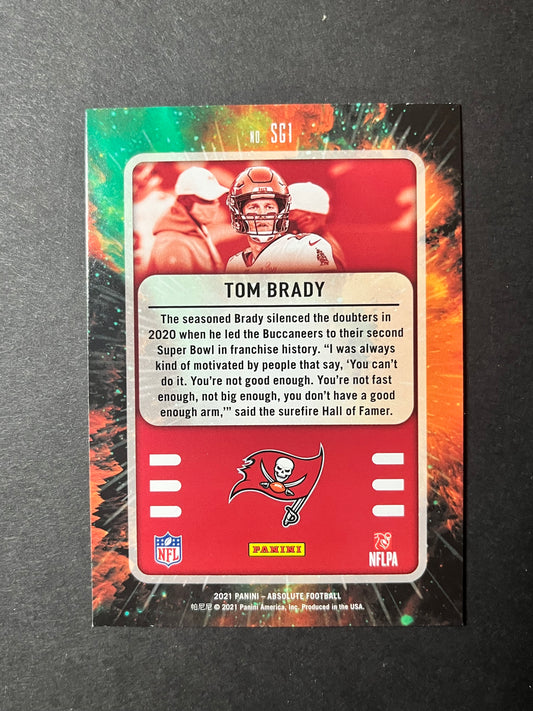 NO. SG1
TOM BRADY
The seasoned Brady silenced the doubters in
2020 when he led the Buccaneers to their second
Super Bowl in franchise history. “I was always
kind of motivated by people that say, ‘You can’t
do it. You’re not good enough. You’re not fast
enough, not big enough, you don’t have a good
enough arm,’” said the surefire Hall of Famer.
NFL
PANINI
NFLPA
2021 PANINI – ABSOLUTE FOOTBALL
帕尼尼 © 2021 Panini America, Inc. Produced in the USA.